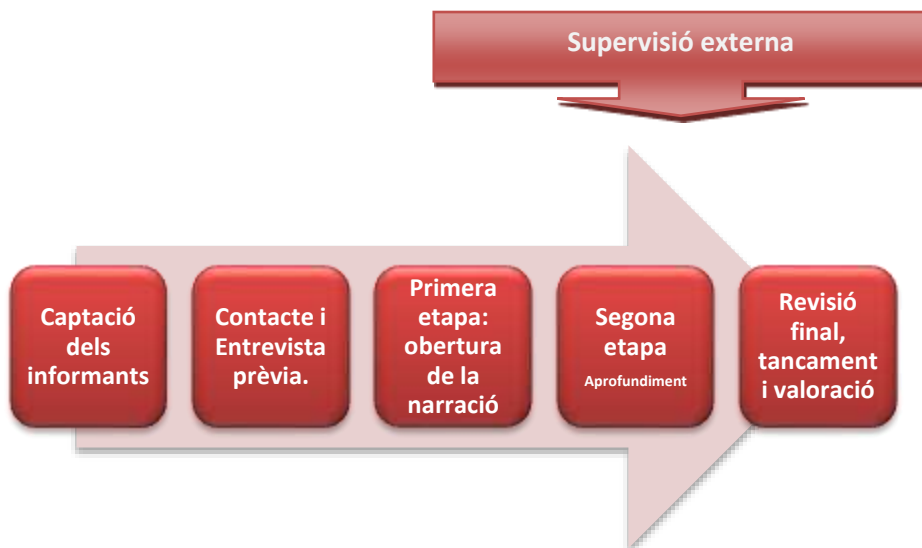 Supervisió externa
Captació
dels
informants
Contacte i
Entrevista
prèvia.
Primera
etapa:
obertura
de la
narració
Segona
etapa
Aprofundiment
Revisió
final,
tancament
i valoració